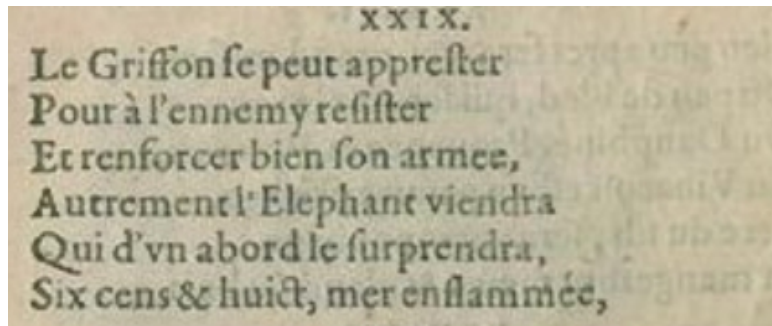 XXIX.
Le Griffon ſe peut appreſter
Pour à l'ennemy reſiſter
Et renforcer bien ſon armee,
Autrement l'Elephant viendra
Qui d'vn abord le ſurprendra,
Six cens & huict, mer enflammée,